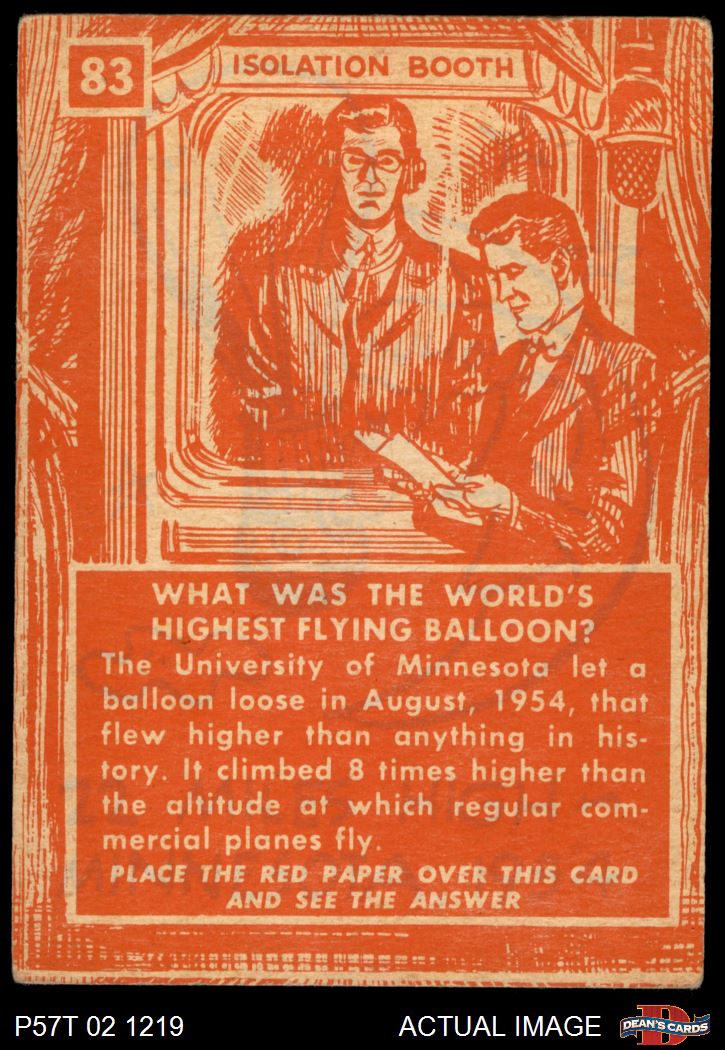 83
ISOLATION BOOTH
WHAT WAS THE WORLD'S
HIGHEST FLYING BALLOON?
The University of Minnesota let a
balloon loose in August, 1954, that
flew higher than anything in his-
tory. It climbed 8 times higher than
the altitude at which regular com-
mercial planes fly.
PLACE THE RED PAPER OVER THIS CARD
AND SEE THE ANSWER
P57T 02 1219
ACTUAL IMAGE
D
DEAN'S CARDS